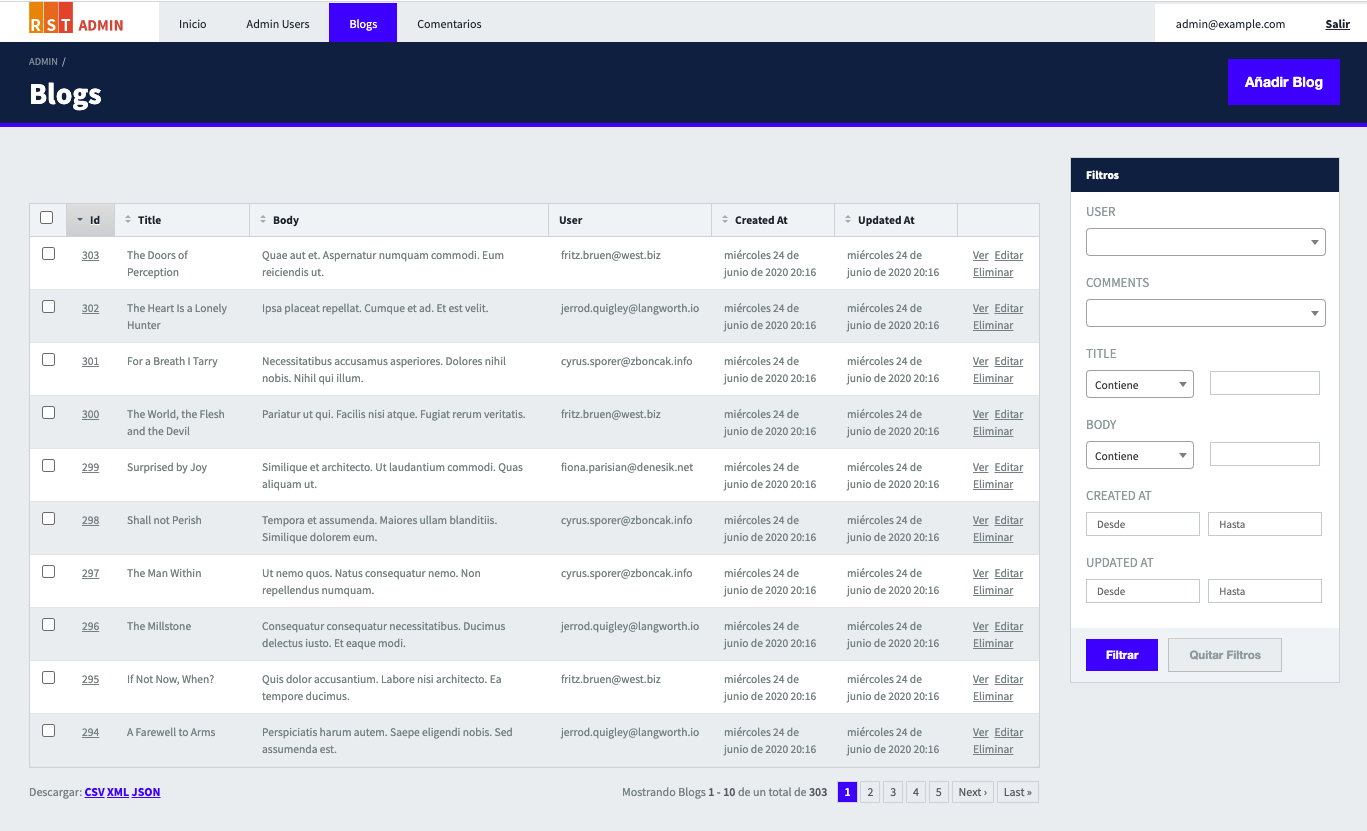 RST ADMIN Inicio Admin Users Blogs Comentarios admin@example.com Salir
ADMIN /
Blogs
Añadir Blog
Id Title Body User Created At Updated At
303 The Doors of Quae aut et. Aspernatur numquam commodi. Eum fritz.bruen@west.biz miércoles 24 de miércoles 24 de Ver Editar
Perception reiciendis ut. junio de 2020 20:16 junio de 2020 20:16 Eliminar
302 The Heart Is a Lonely Ipsa placeat repellat. Cumque et ad. Et est velit. jerrod.quigley@langworth.io miércoles 24 de miércoles 24 de Ver Editar
Hunter junio de 2020 20:16 junio de 2020 20:16 Eliminar
301 For a Breath I Tarry Necessitatibus accusamus asperiores. Dolores nihil cyrus.sporer@zboncak.info miércoles 24 de miércoles 24 de Ver Editar
nobis. Nihil qui illum. junio de 2020 20:16 junio de 2020 20:16 Eliminar
300 The World, the Flesh Pariatur ut qui. Facilis nisi atque. Fugiat rerum veritatis. fritz.bruen@west.biz miércoles 24 de miércoles 24 de Ver Editar
and the Devil junio de 2020 20:16 junio de 2020 20:16 Eliminar
299 Surprised by Joy Similique et architecto. Ut laudantium commodi. Quas fiona.parisian@denesik.net miércoles 24 de miércoles 24 de Ver Editar
aliquam ut. junio de 2020 20:16 junio de 2020 20:16 Eliminar
298 Shall not Perish Tempora et assumenda. Maiores ullam blanditiis. cyrus.sporer@zboncak.info miércoles 24 de miércoles 24 de Ver Editar
Similique dolorem eum. junio de 2020 20:16 junio de 2020 20:16 Eliminar
297 The Man Within Ut nemo quos. Natus consequatur nemo. Non cyrus.sporer@zboncak.info miércoles 24 de miércoles 24 de Ver Editar
repellendus numquam. junio de 2020 20:16 junio de 2020 20:16 Eliminar
296 The Millstone Consequatur consequatur necessitatibus. Ducimus jerrod.quigley@langworth.io miércoles 24 de miércoles 24 de Ver Editar
delectus iusto. Et eaque modi. junio de 2020 20:16 junio de 2020 20:16 Eliminar
295 If Not Now, When? Quis dolor accusantium. Labore nisi architecto. Ea fritz.bruen@west.biz miércoles 24 de miércoles 24 de Ver Editar
tempore ducimus. junio de 2020 20:16 junio de 2020 20:16 Eliminar
294 A Farewell to Arms Perspiciatis harum autem. Saepe eligendi nobis. Sed jerrod.quigley@langworth.io miércoles 24 de miércoles 24 de Ver Editar
assumenda est. junio de 2020 20:16 junio de 2020 20:16 Eliminar
Descargar: CSV XML JSON Mostrando Blogs 1 - 10 de un total de 303 1 2 3 4 5 Next › Last »
Filtros
USER
COMMENTS
TITLE
Contiene
BODY
Contiene
CREATED AT
Desde Hasta
UPDATED AT
Desde Hasta
Filtrar Quitar Filtros